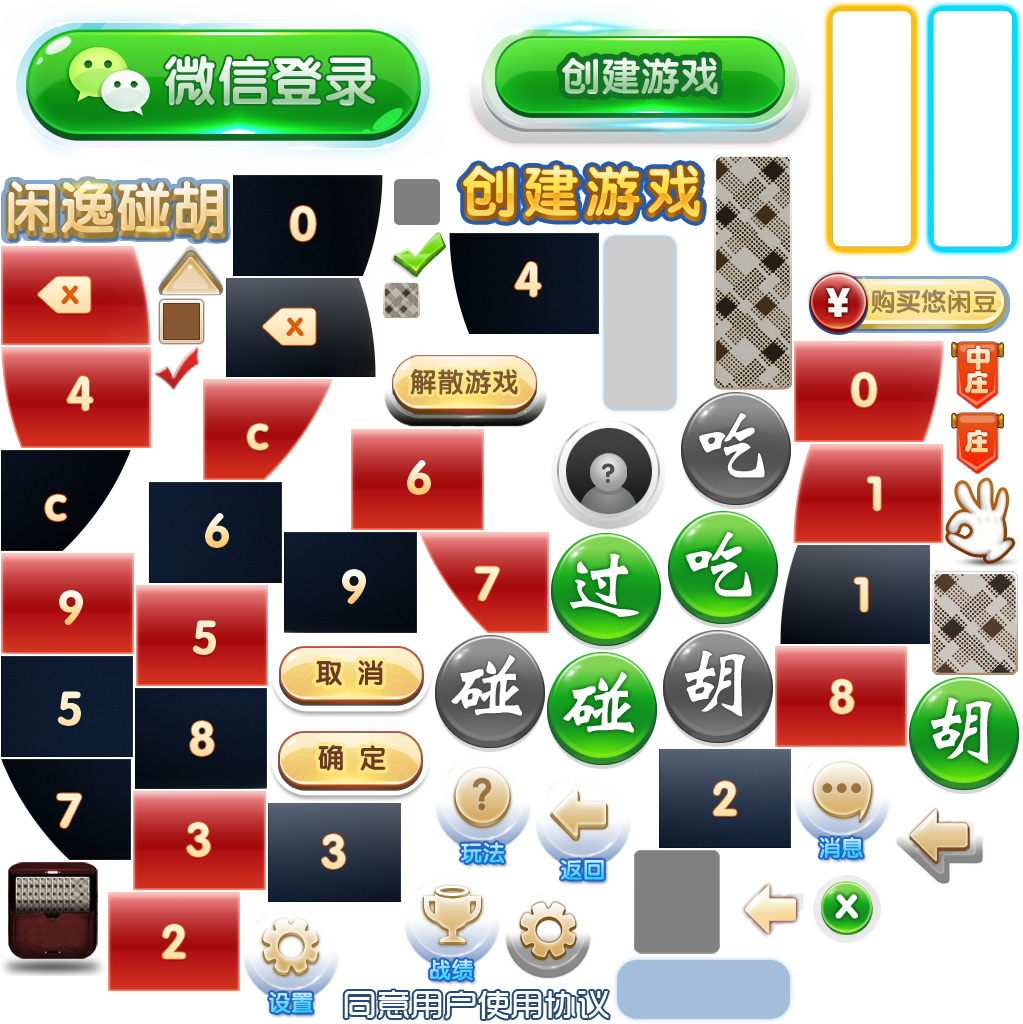 微信登录
创建游戏
闲逸碰胡
0
创建游戏
4
x
x
¥ 购买悠闲豆
4
解散游戏
0
中庄
c
6
吃
庄
c
6
?
1
9
9
7
过
吃
1
5
取 消
碰
碰
胡
8
5
8
确 定
胡
7
3
3
?
玩法
返回
2
消息
2
设置
战绩
x
同意用户使用协议